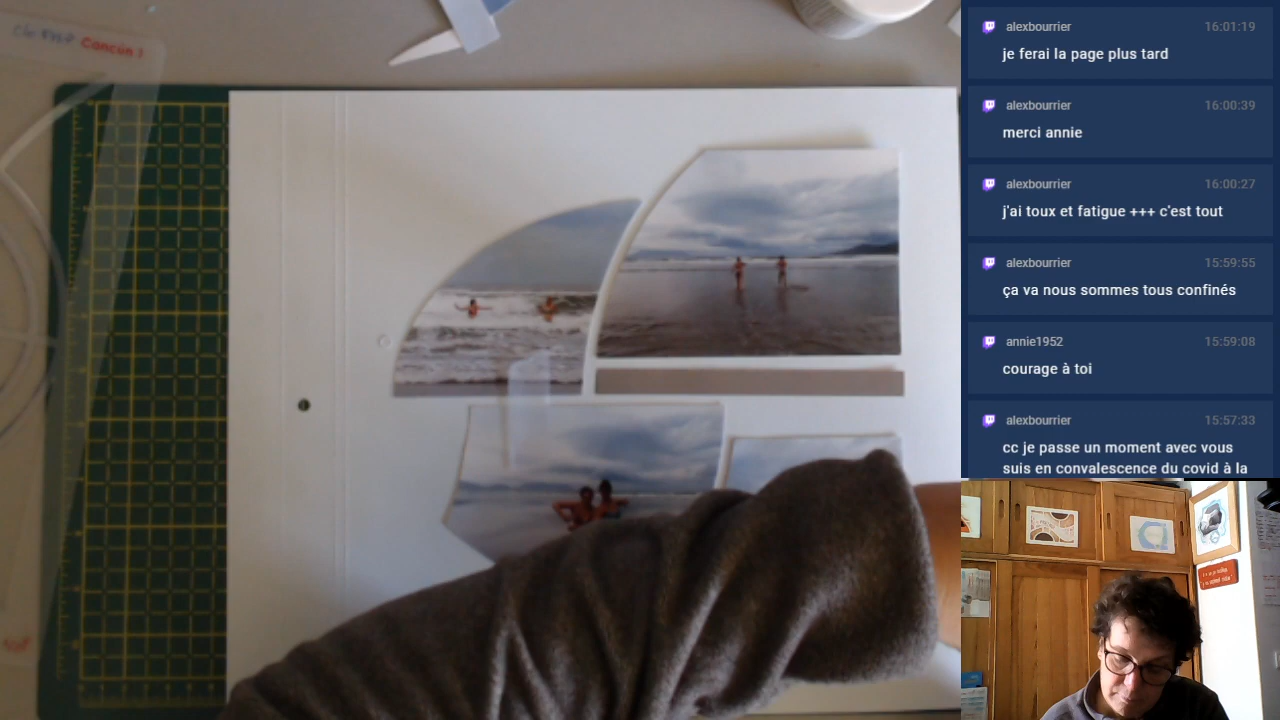 Cancún 3
alexbourrier 16:01:19
je ferai la page plus tard
alexbourrier 16:00:39
merci annie
alexbourrier 16:00:27
j'ai toux et fatigue +++ c'est tout
alexbourrier 15:59:55
ça va nous sommes tous confinés
annie1952 15:59:08
courage à toi
alexbourrier 15:57:33
cc je passe un moment avec vous
suis en convalescence du covid à la